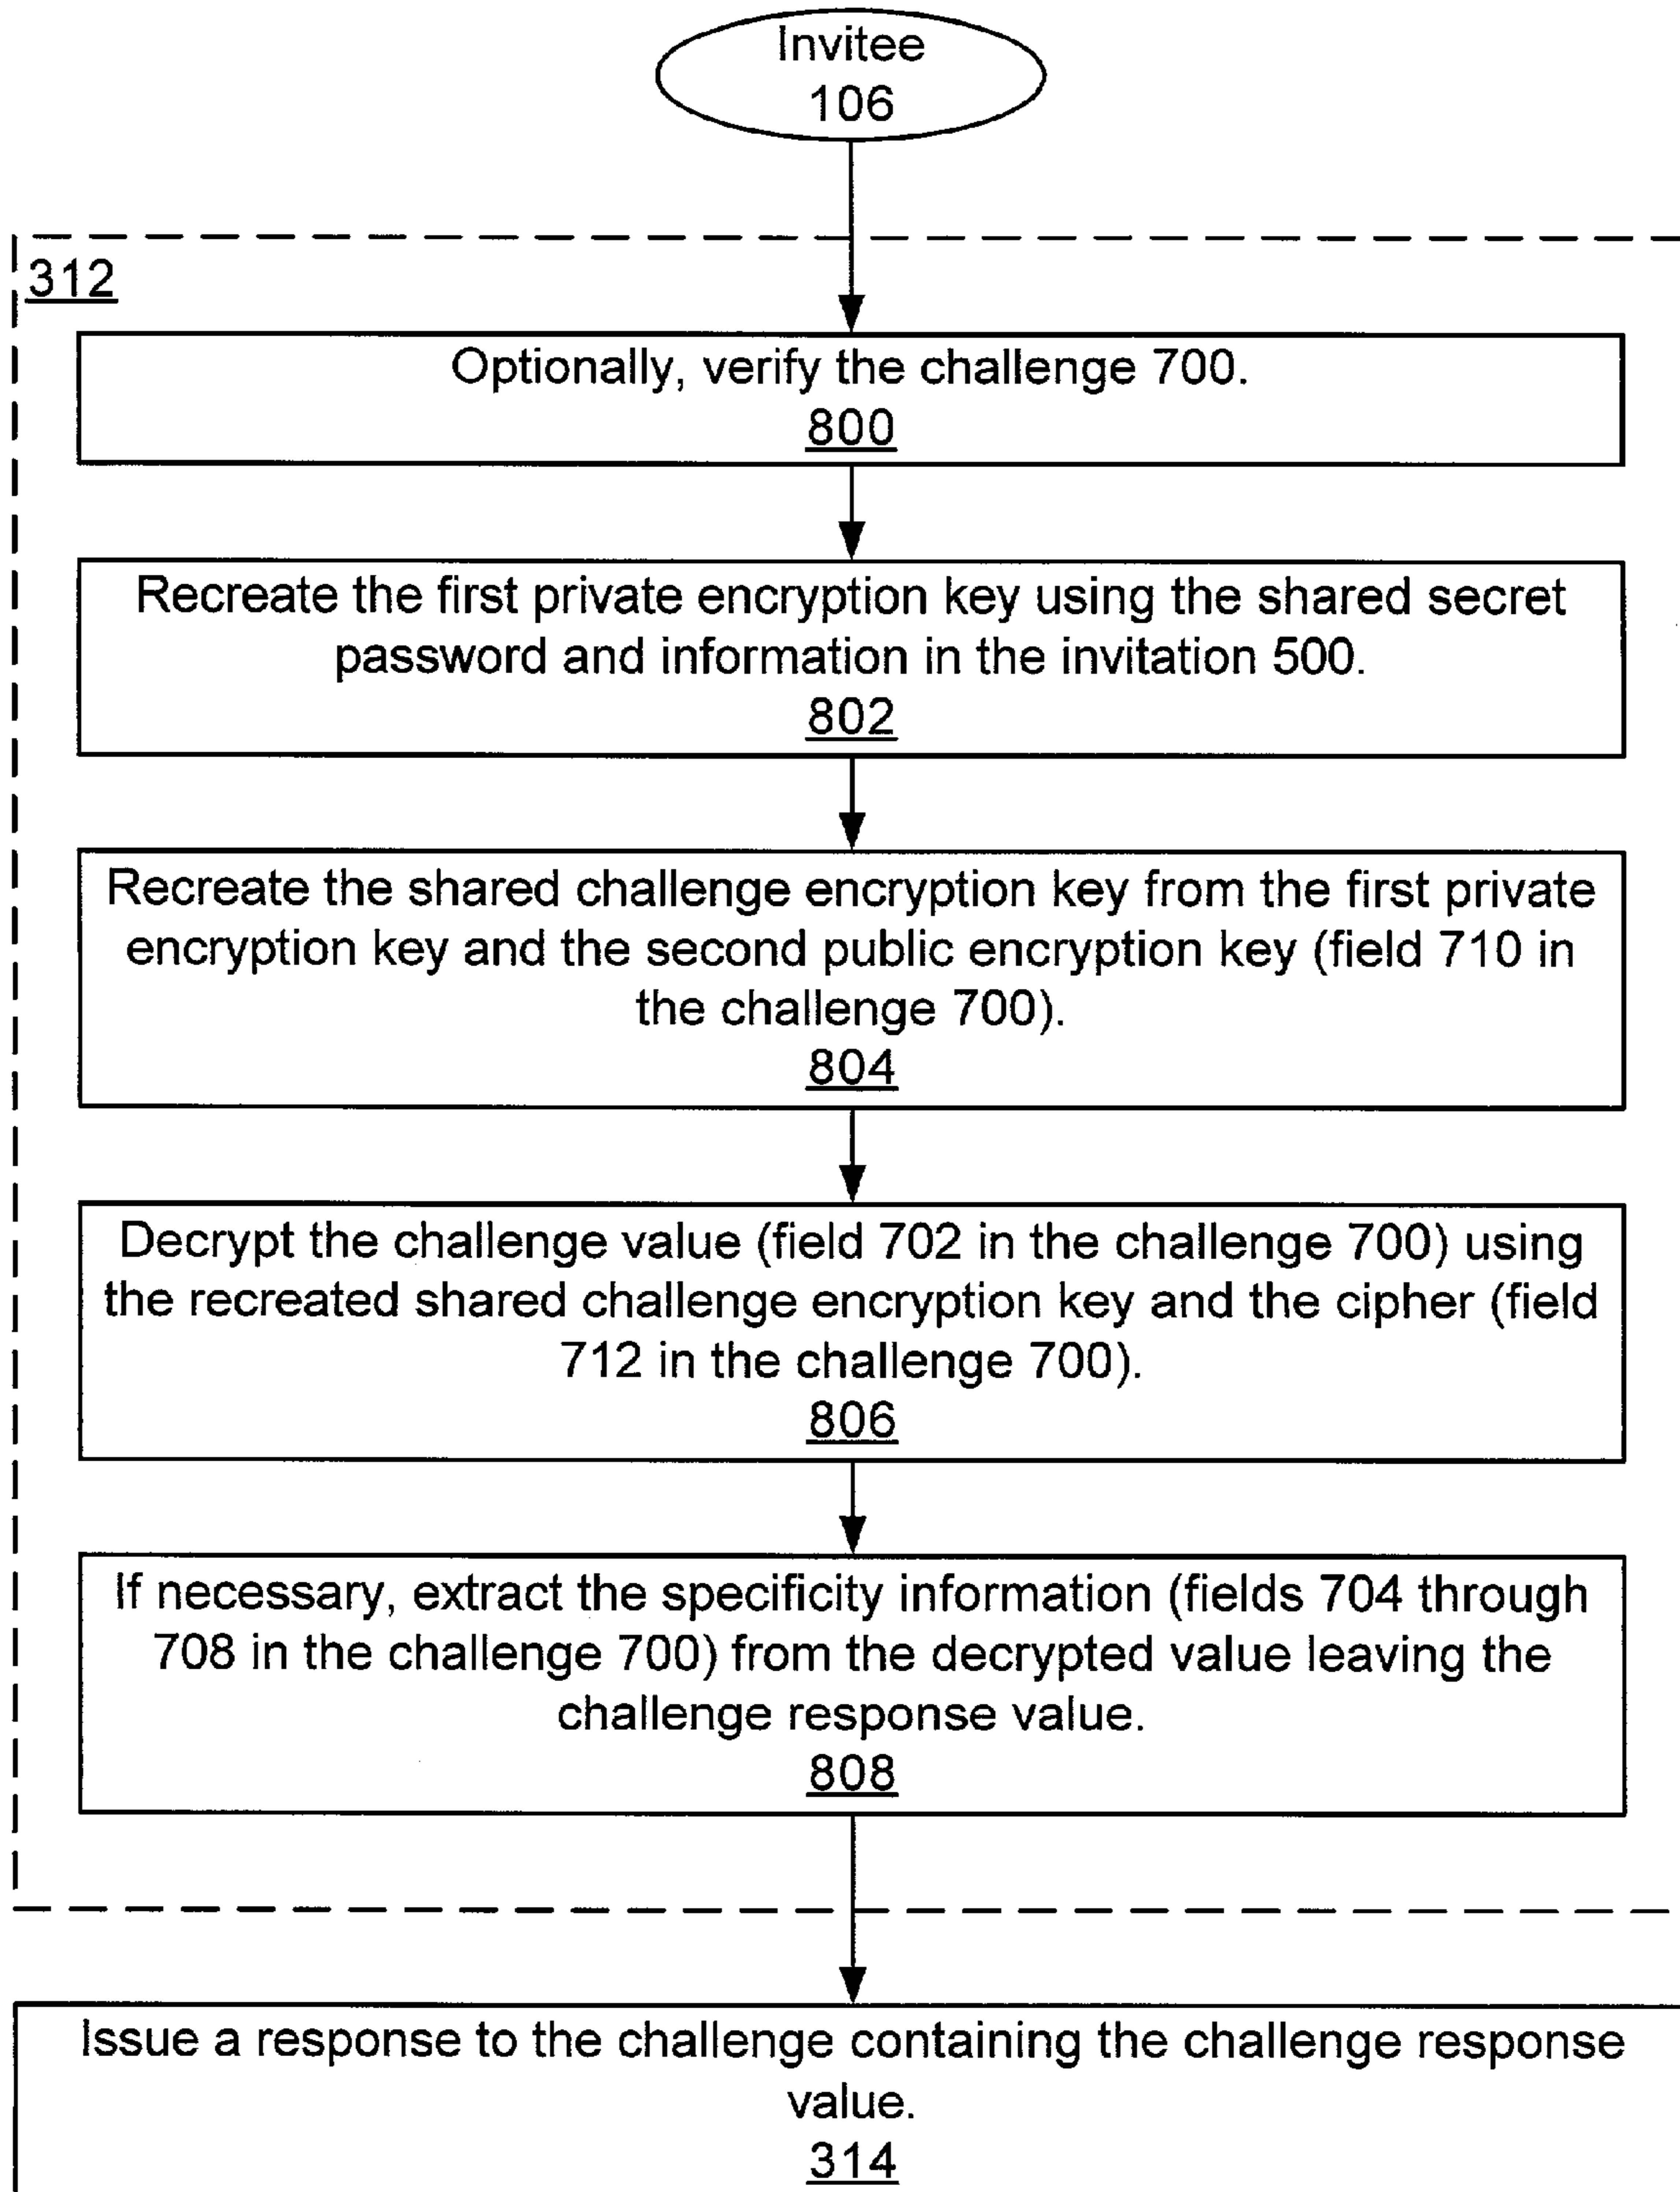 Invitee
106
312
Optionally, verify the challenge 700.
800
Recreate the first private encryption key using the shared secret
password and information in the invitation 500.
802
Recreate the shared challenge encryption key from the first private
encryption key and the second public encryption key (field 710 in
the challenge 700).
804
Decrypt the challenge value (field 702 in the challenge 700) using
the recreated shared challenge encryption key and the cipher (field
712 in the challenge 700).
806
If necessary, extract the specificity information (fields 704 through
708 in the challenge 700) from the decrypted value leaving the
challenge response value.
808
Issue a response to the challenge containing the challenge response
value.
314